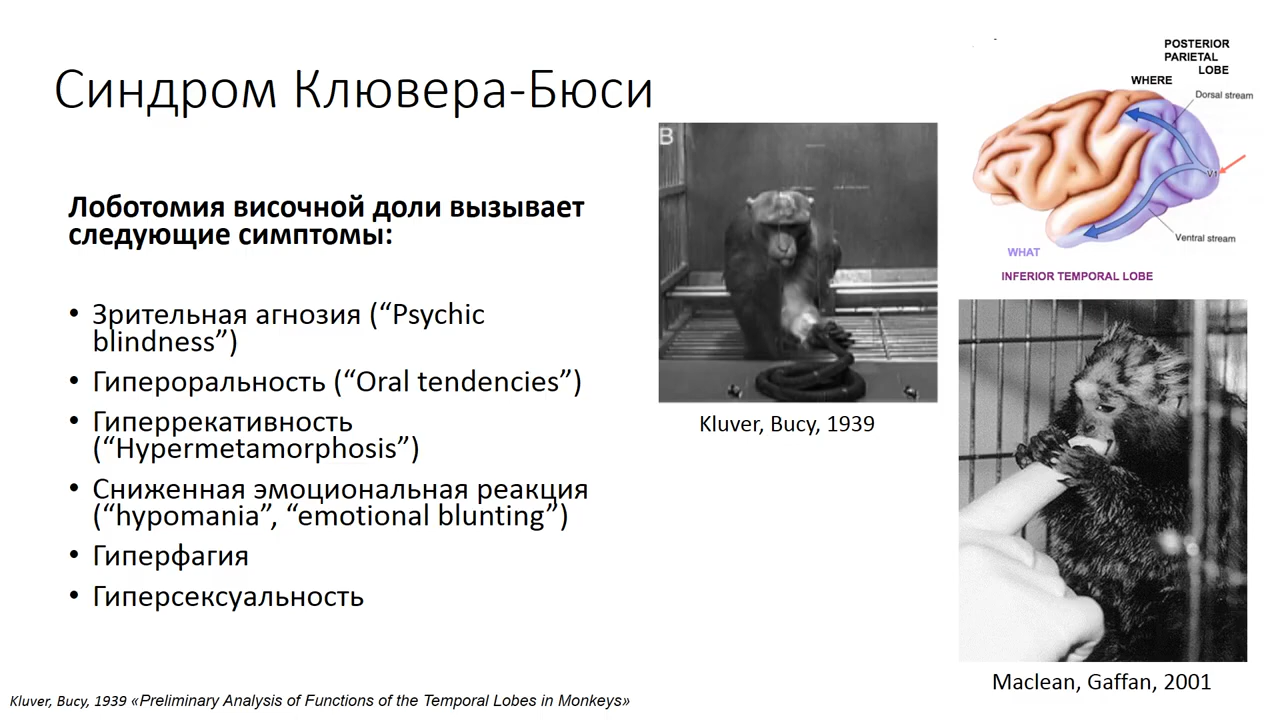 Синдром Клювера-Бюси
Лоботомия височной доли вызывает
следующие симптомы:
• Зрительная агнозия (“Psychic
blindness”)
• Гипероральность (“Oral tendencies”)
• Гиперрекативность
(“Hypermetamorphosis”)
• Сниженная эмоциональная реакция
(“hypomania”, “emotional blunting”)
• Гиперфагия
• Гиперсексуальность
Kluver, Bucy, 1939 «Preliminary Analysis of Functions of the Temporal Lobes in Monkeys»
B
Kluver, Bucy, 1939
POSTERIOR
PARIETAL
LOBE
WHERE
Dorsal stream
V1
Ventral stream
WHAT
INFERIOR TEMPORAL LOBE
Maclean, Gaffan, 2001